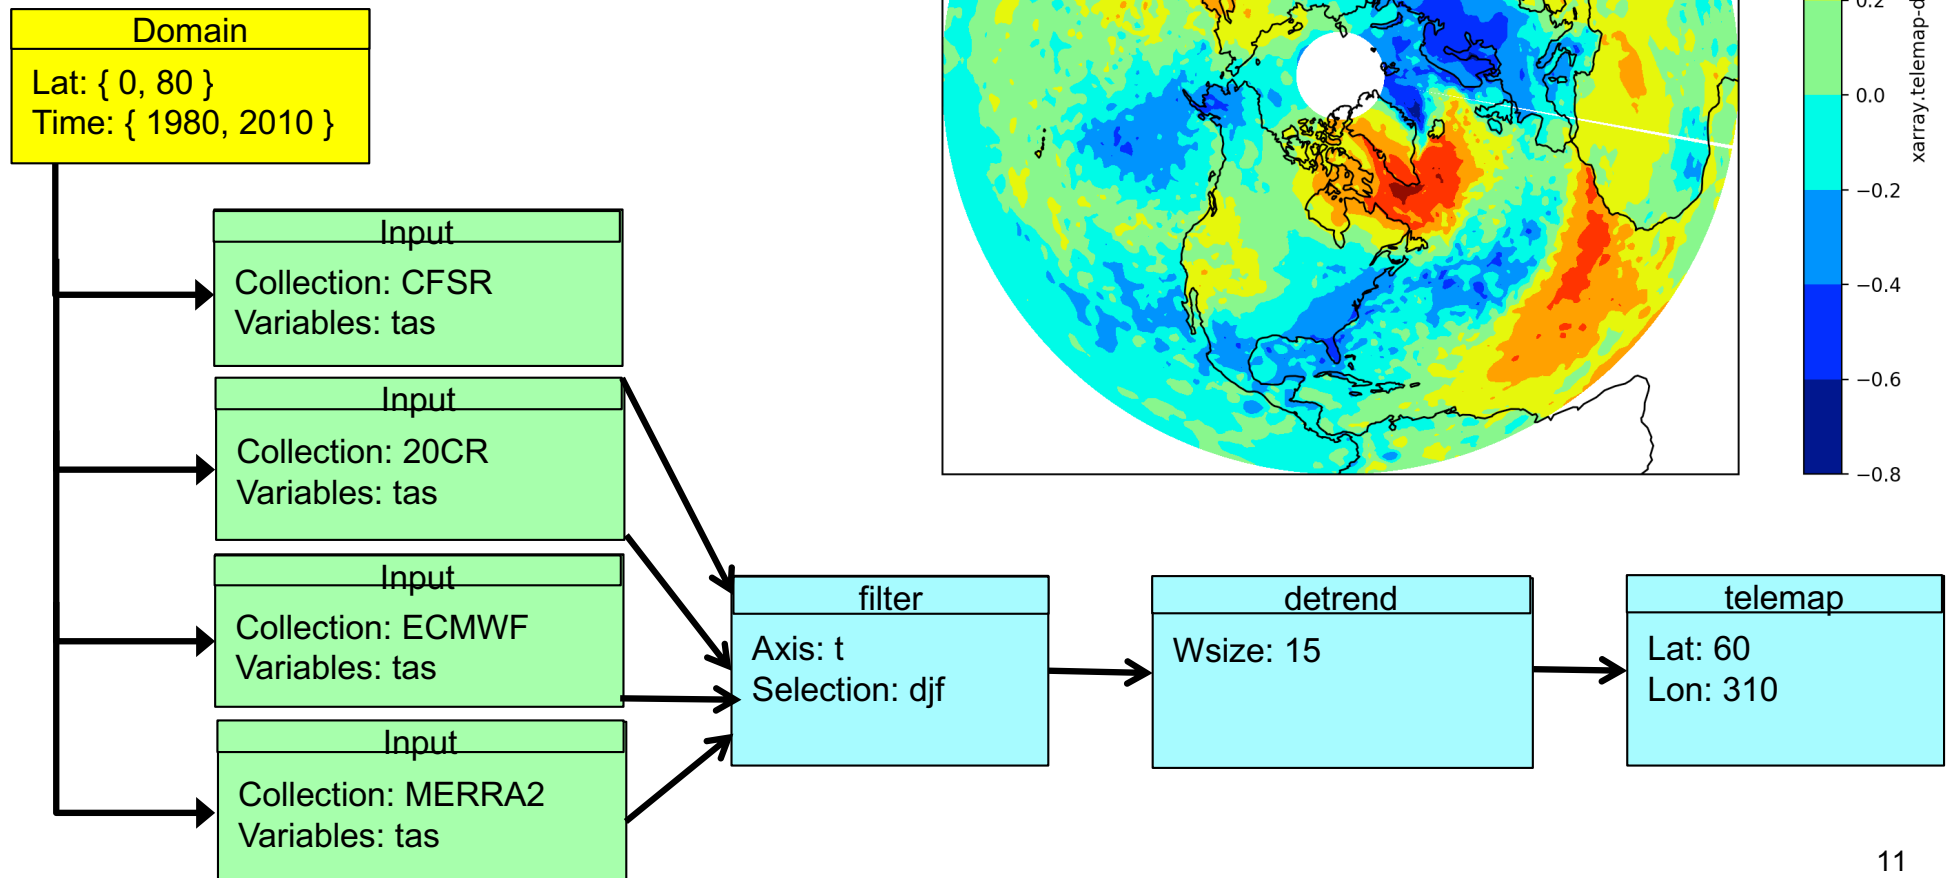 Domain
Lat: { 0, 80 }
Time: { 1980, 2010 }
Input
Collection: CFSR
Variables: tas
Input
Collection: 20CR
Variables: tas
Input
Collection: ECMWF
Variables: tas
Input
Collection: MERRA2
Variables: tas
filter
Axis: t
Selection: djf
detrend
Wsize: 15
telemap
Lat: 60
Lon: 310
0.2
0.0
−0.2
−0.4
−0.6
−0.8
xarray.telemap-d
11